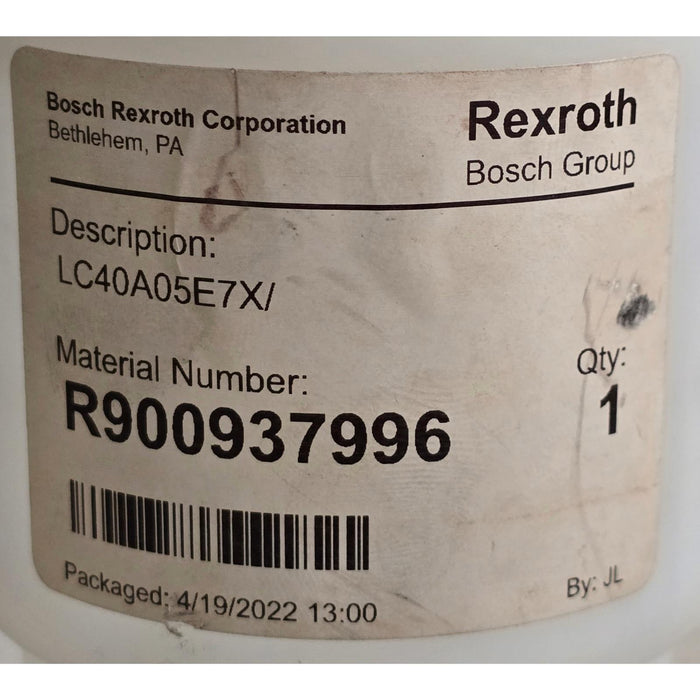 Bosch Rexroth Corporation
Bethlehem, PA
Rexroth
Bosch Group
Description:
LC40A05E7X/
Material Number:
R900937996
Qty:
1
Packaged: 4/19/2022 13:00
By: JL